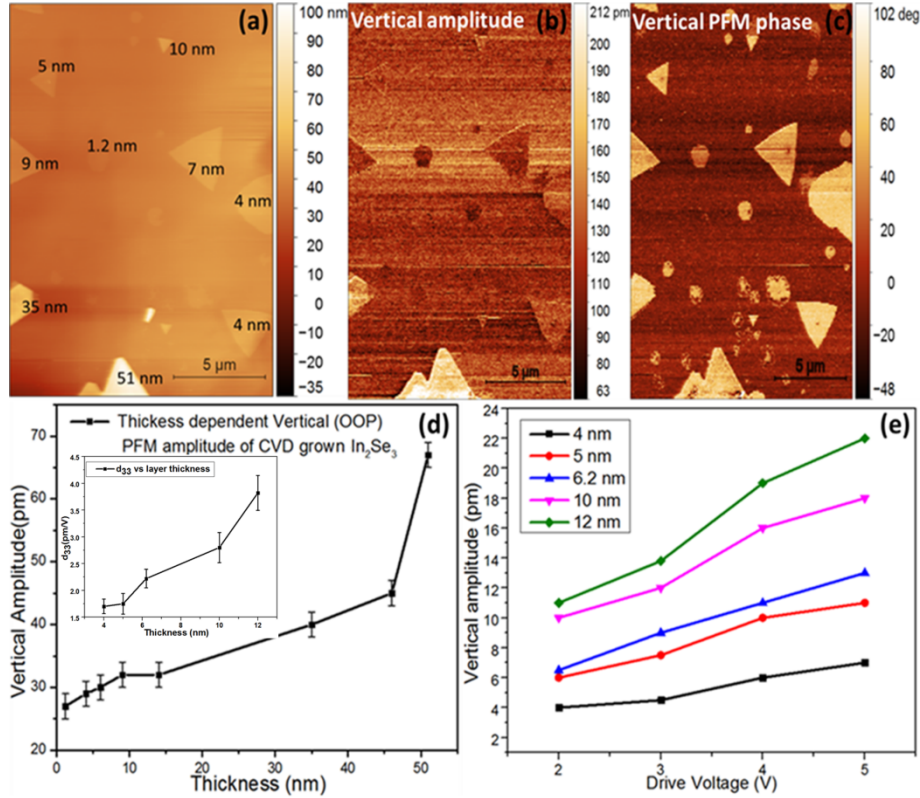 (a)
10 nm
5 nm
1.2 nm
9 nm
7 nm
4 nm
35 nm
4 nm
51 nm
5 µm
100 nm
90
80
70
60
50
40
30
20
10
0
−10
−20
−35
Vertical amplitude
(b)
5 µm
212 pm
200
190
180
170
160
150
140
130
120
110
100
90
80
63
Vertical PFM phase
(c)
5 µm
102 deg
80
60
40
20
0
−20
−48
(d)
Thickess dependent Vertical (OOP)
PFM amplitude of CVD grown In₂Se₃
Vertical Amplitude(pm)
70
60
50
40
30
20
0
10
20
30
40
50
Thickness (nm)
d33 vs layer thickness
d33(pm/V)
4.5
4.0
3.5
3.0
2.5
2.0
1.5
4
6
8
10
12
Thickness (nm)
(e)
4 nm
5 nm
6.2 nm
10 nm
12 nm
Vertical amplitude (pm)
24
22
20
18
16
14
12
10
8
6
4
2
2
3
4
5
Drive Voltage (V)